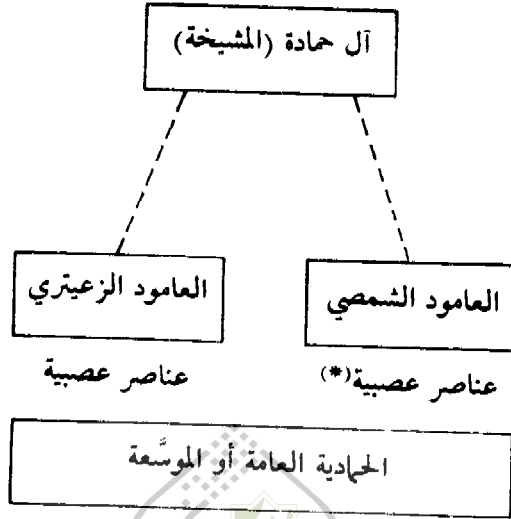 آل حمادة (المشيخة)
العامود الشمصي
العامود الزعيتري
عناصر عصبية(*)
عناصر عصبية
الحمادية العامة أو الموسَّعة